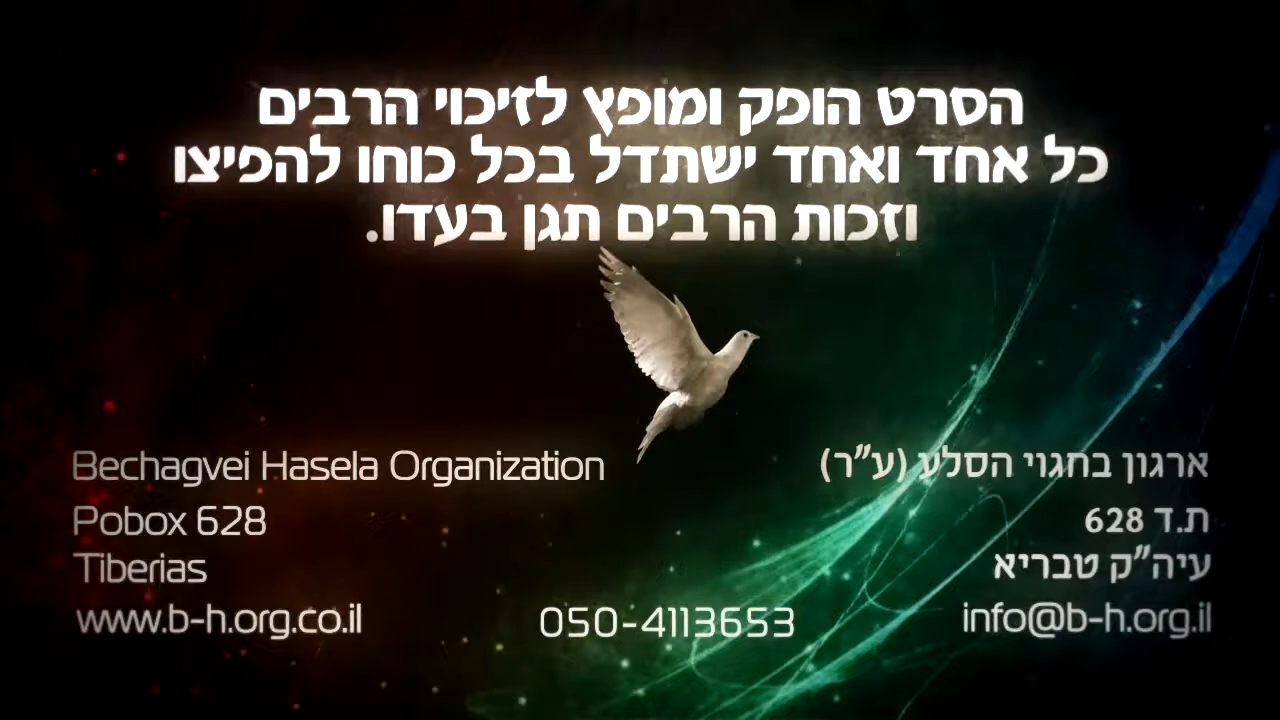 הסרט הופק ומופץ לזיכוי הרבים
כל אחד ואחד ישתדל בכל כוחו להפיצו
וזכות הרבים תגן בעדו.
Bechagvei Hasela Organization
Pobox 628
Tiberias
www.b-h.org.co.il
050-4113653
ארגון בחגוי הסלע (ע"ר)
ת.ד 628
עיה"ק טבריא
info@b-h.org.il